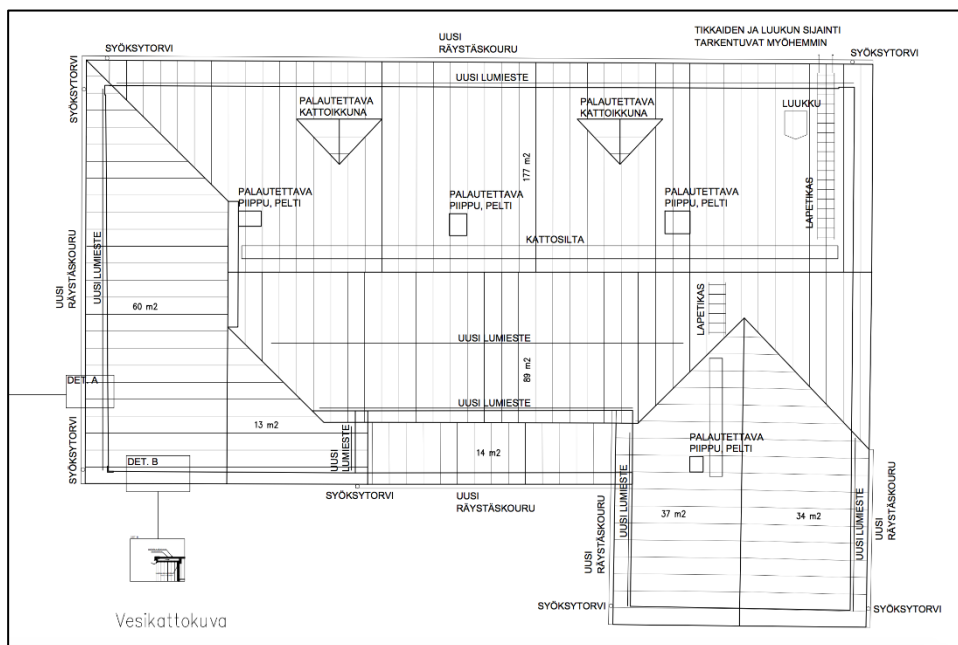 SYÖKSYTORVI
UUSI
RÄYSTÄSKOURU
TIKKAIDEN JA LUUKUN SIJAINTI
TARKENTUVAT MYÖHEMMIN
SYÖKSYTORVI
SYÖKSYTORVI
UUSI LUMIESTE
PALAUTETTAVA
KATTOIKKUNA
PALAUTETTAVA
KATTOIKKUNA
LUUKKU
177 m2
LAPETIKAS
PALAUTETTAVA
PIIPPU, PELTI
PALAUTETTAVA
PIIPPU, PELTI
PALAUTETTAVA
PIIPPU, PELTI
KATTOSILTA
UUSI
RÄYSTÄSKOURU
UUSI LUMIESTE
60 m2
LAPETIKAS
UUSI LUMIESTE
89 m2
DET. A
UUSI LUMIESTE
13 m2
UUSI
LUMIESTE
14 m2
PALAUTETTAVA
PIIPPU, PELTI
SYÖKSYTORVI
DET. B
SYÖKSYTORVI
UUSI
RÄYSTÄSKOURU
UUSI
RÄYSTÄSKOURU
UUSI LUMIESTE
37 m2
34 m2
UUSI LUMIESTE
UUSI
RÄYSTÄSKOURU
SYÖKSYTORVI
SYÖKSYTORVI
Vesikattokuva